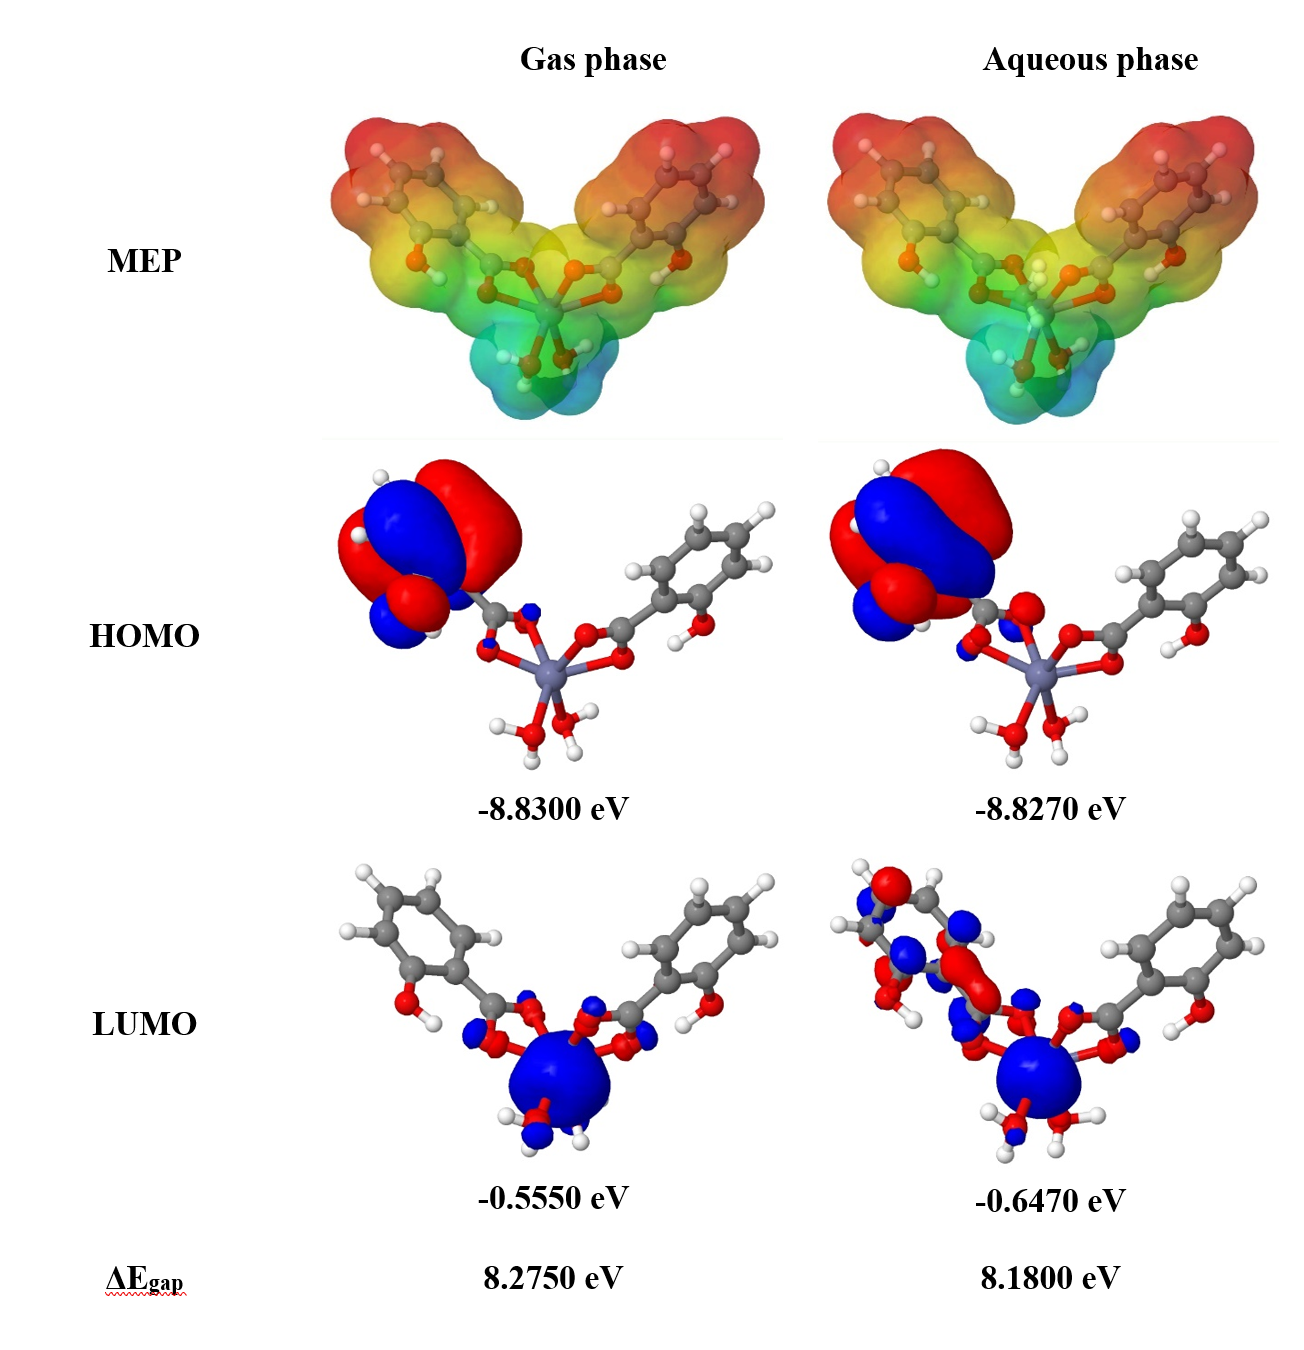 Gas phase Aqueous phase
MEP
HOMO
-8.8300 eV -8.8270 eV
LUMO
-0.5550 eV -0.6470 eV
ΔEgap 8.2750 eV 8.1800 eV